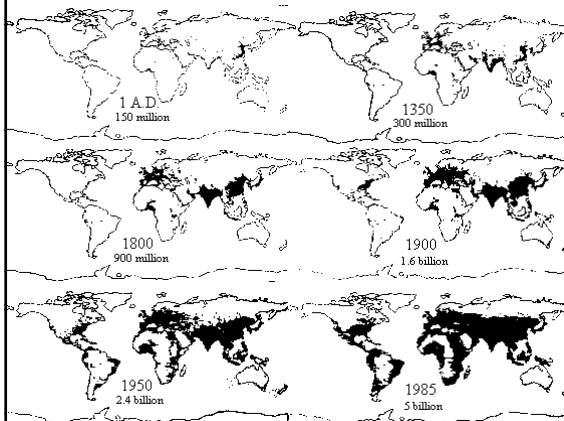 1 A.D.
150 million
1350
300 million
1800
900 million
1900
1.6 billion
1950
2.4 billion
1985
5 billion